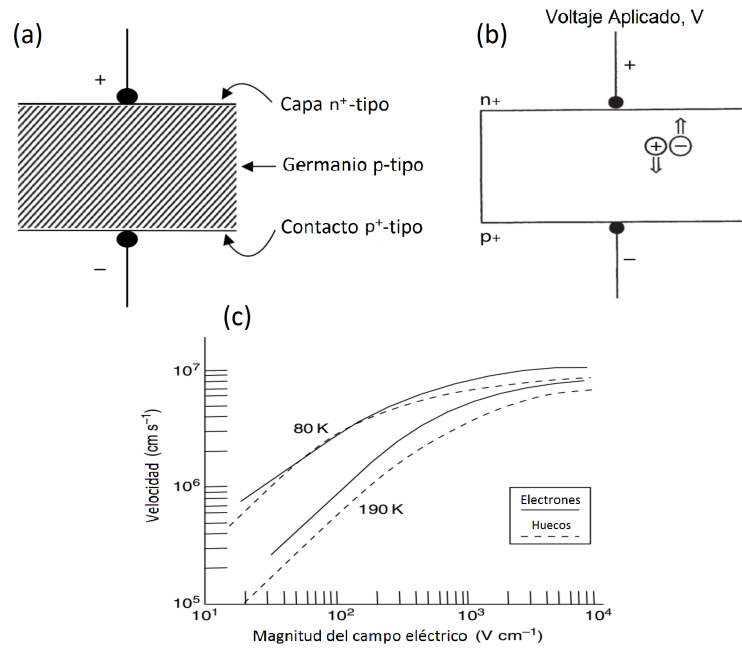 (a)
+
Capa n⁺-tipo
Germanio p-tipo
Contacto p⁺-tipo
−
(b)
Voltaje Aplicado, V
+
n+
+ −
p+
−
(c)
Velocidad (cm s⁻¹)
10⁷
10⁶
10⁵
80 K
190 K
Electrones
Huecos
10¹ 10² 10³ 10⁴
Magnitud del campo eléctrico (V cm⁻¹)